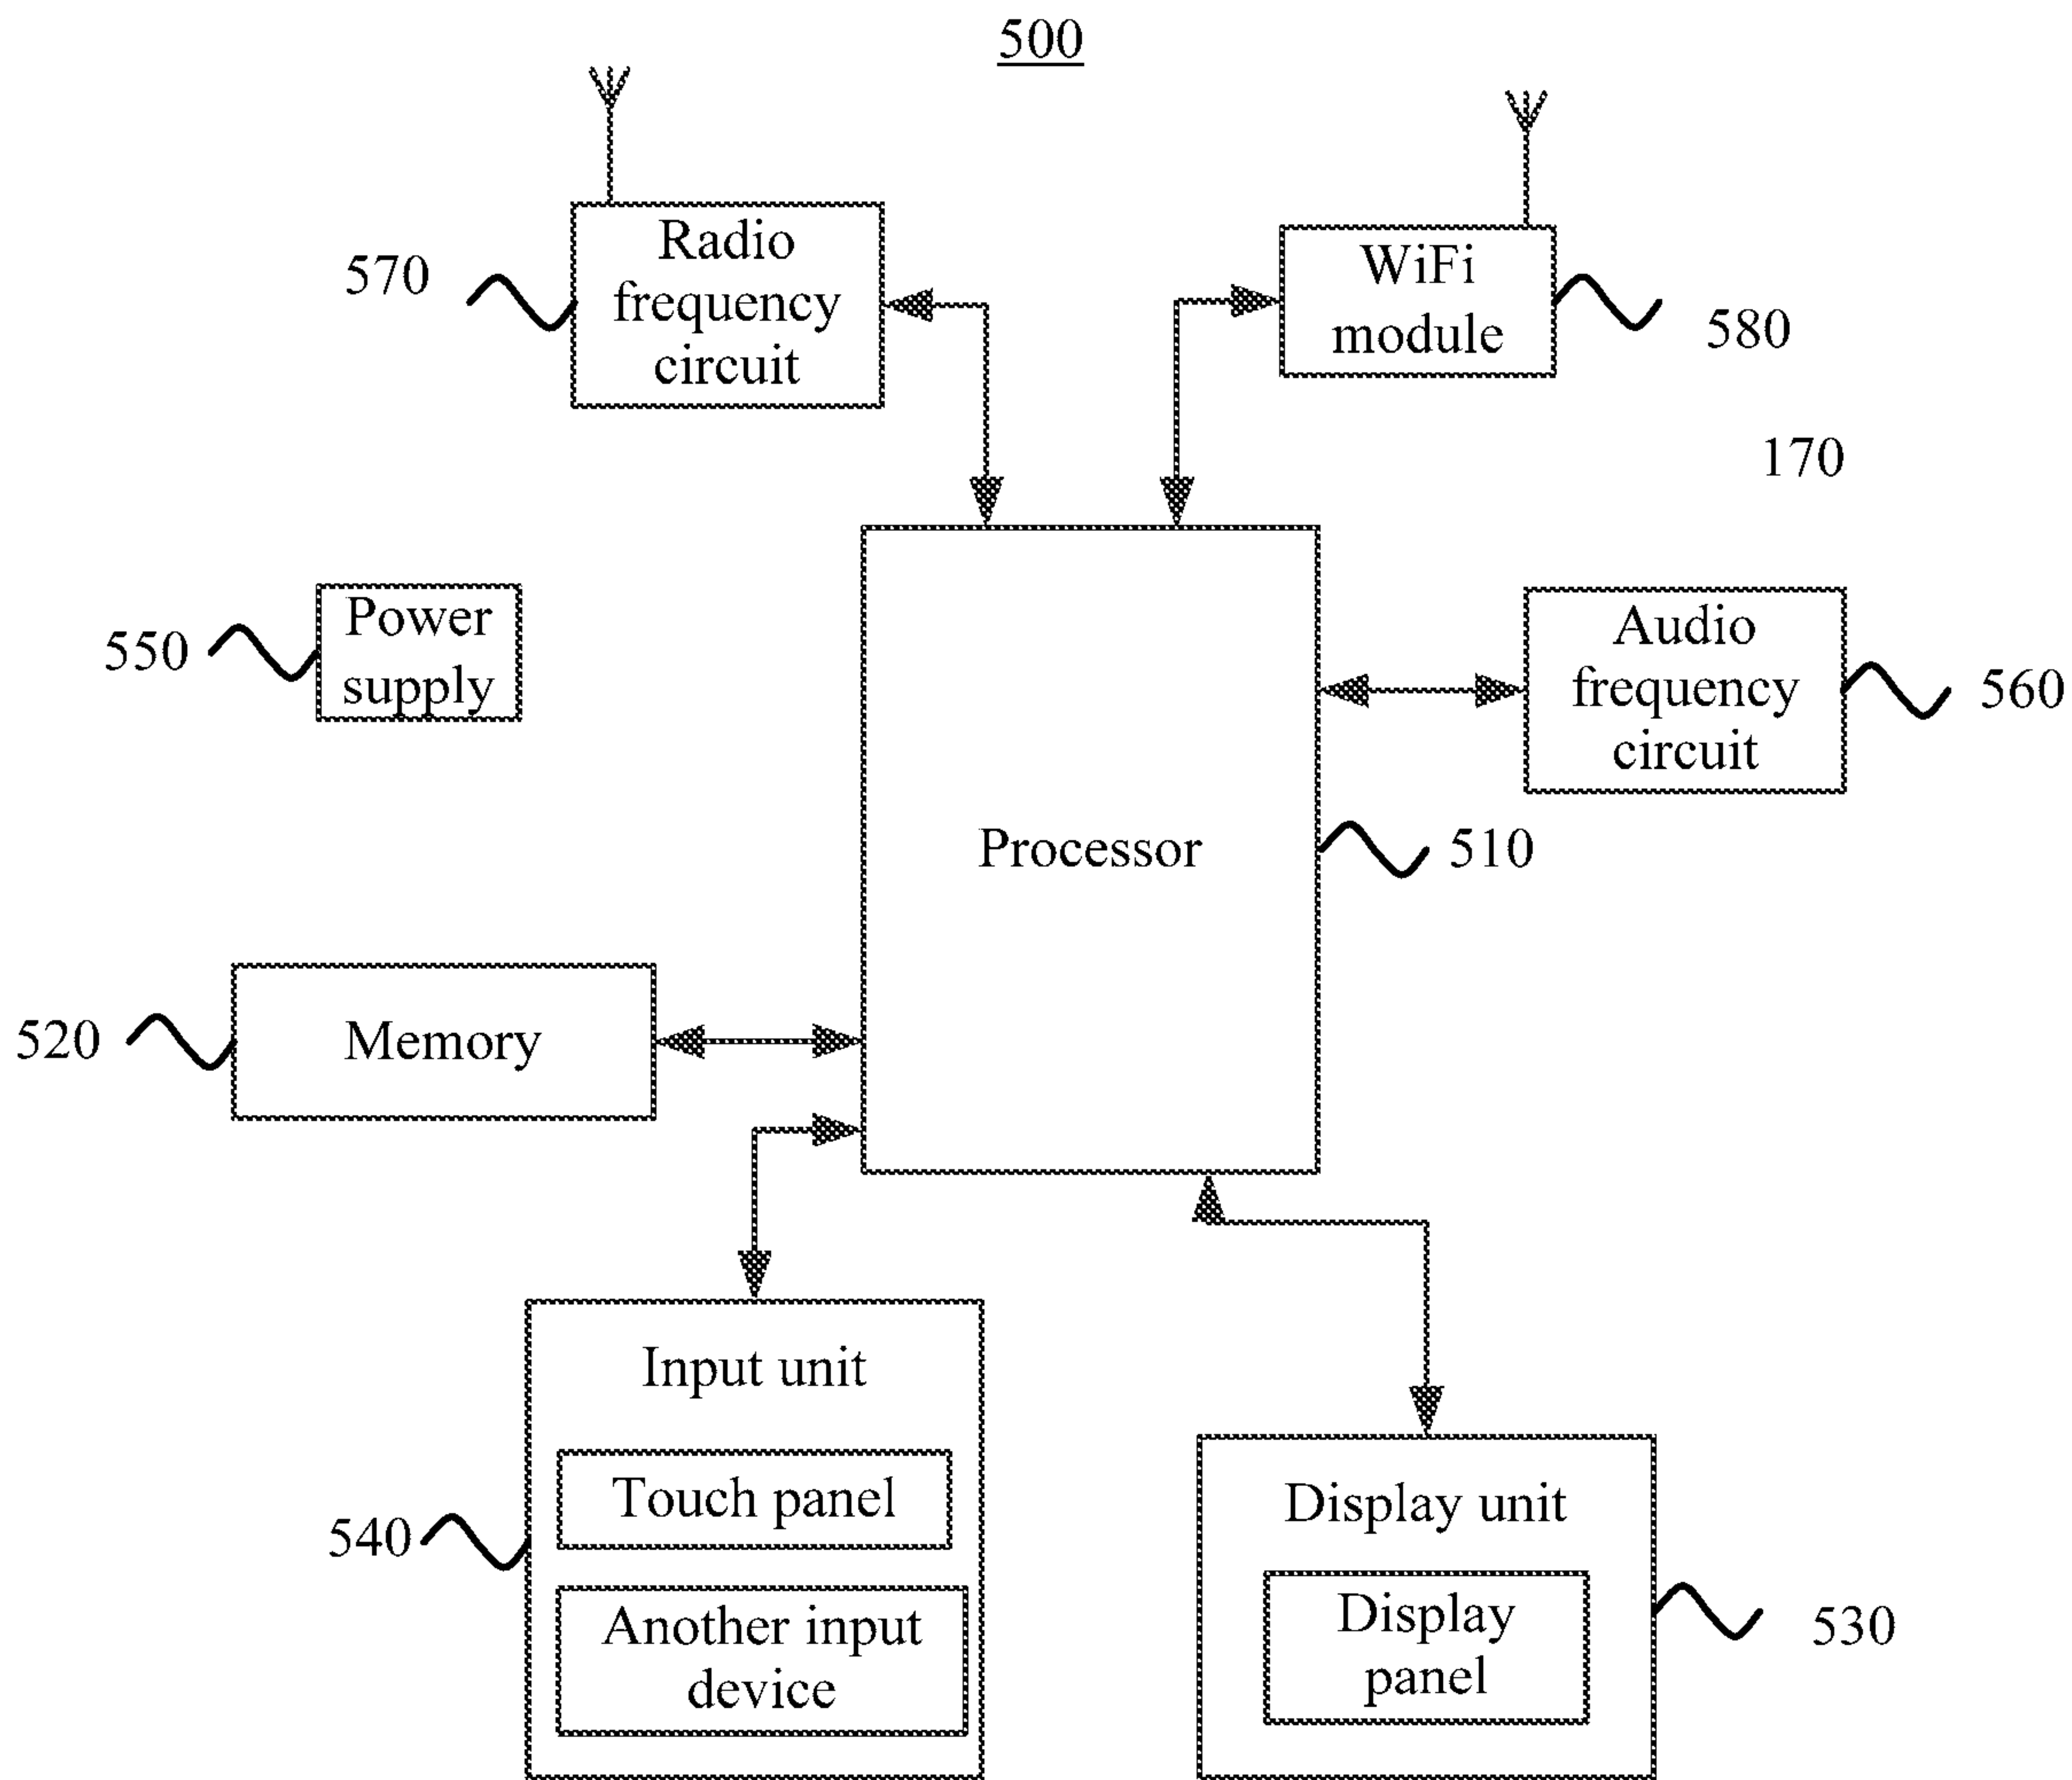 500
Radio
frequency
circuit
570
WiFi
module
580
170
Power
supply
550
Audio
frequency
circuit
560
Processor
510
Memory
520
Input unit
Touch panel
Another input
device
540
Display unit
Display
panel
530